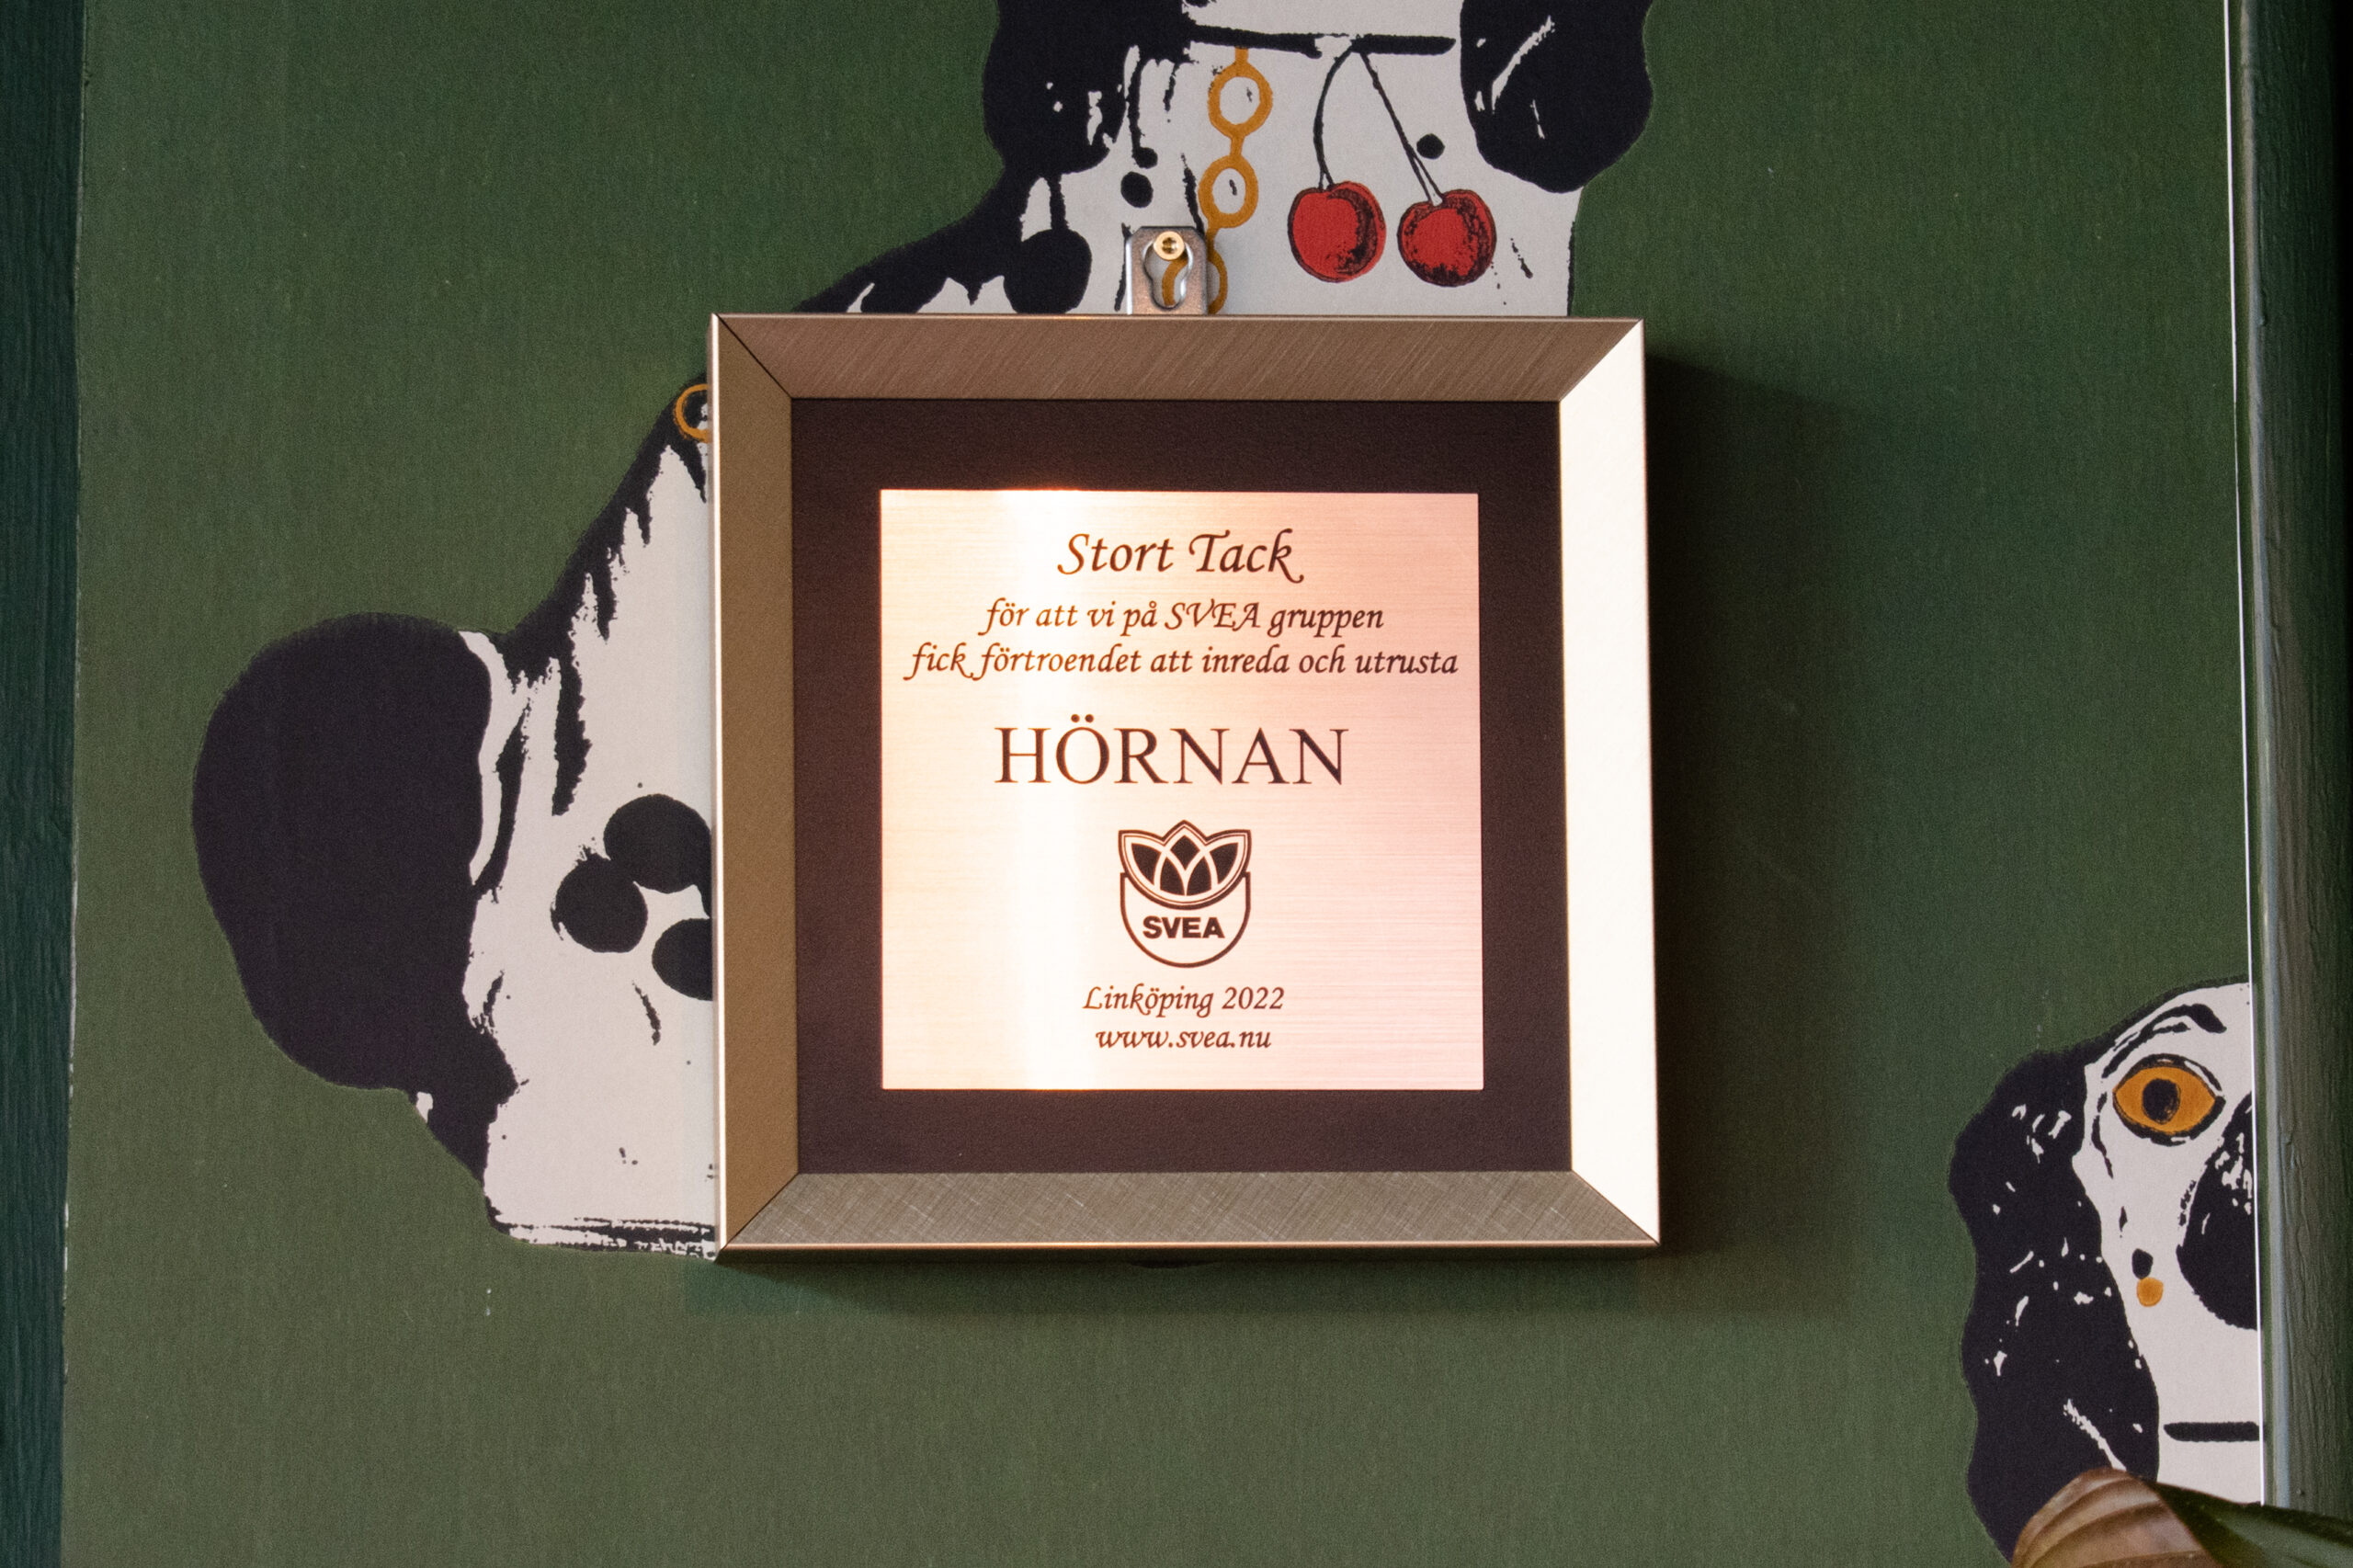 Stort Tack
för att vi på SVEA gruppen
fick förtroendet att inreda och utrusta
HÖRNAN
SVEA
Linköping 2022
www.svea.nu